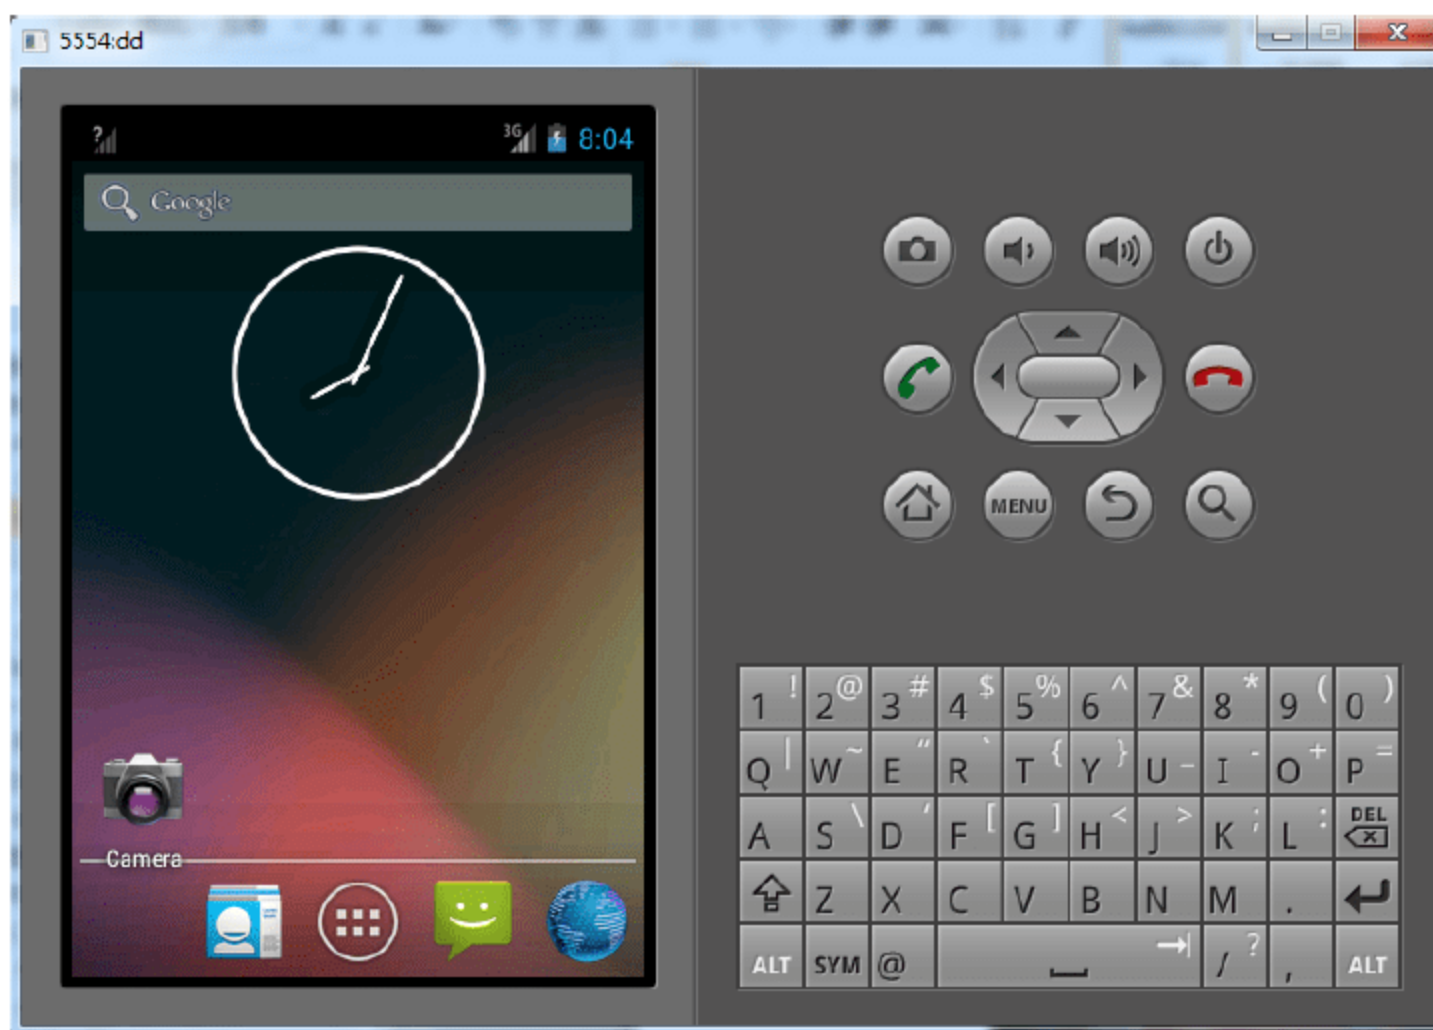 5554:dd
3G 8:04
Google
Camera
MENU
1 ! 2 @ 3 # 4 $ 5 % 6 ^ 7 & 8 * 9 ( 0 )
Q | W ~ E " R ` T { Y } U _ I - O + P =
A S \ D ' F [ G ] H < J > K ; L : DEL
Z X C V B N M .
ALT SYM @ / ? , ALT